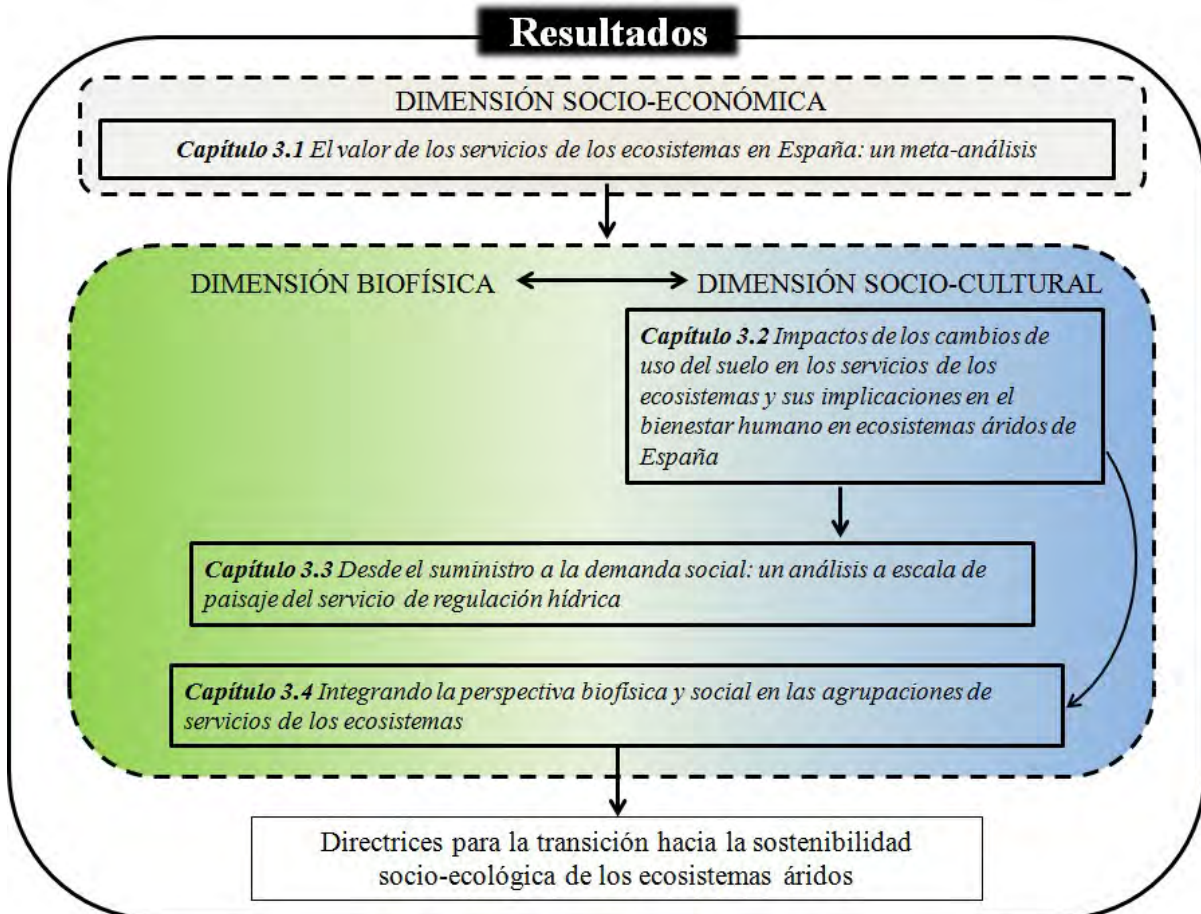 Resultados
DIMENSIÓN SOCIO-ECONÓMICA
Capítulo 3.1 El valor de los servicios de los ecosistemas en España: un meta-análisis
DIMENSIÓN BIOFÍSICA
DIMENSIÓN SOCIO-CULTURAL
Capítulo 3.2 Impactos de los cambios de
uso del suelo en los servicios de los
ecosistemas y sus implicaciones en el
bienestar humano en ecosistemas áridos de
España
Capítulo 3.3 Desde el suministro a la demanda social: un análisis a escala de
paisaje del servicio de regulación hídrica
Capítulo 3.4 Integrando la perspectiva biofísica y social en las agrupaciones de
servicios de los ecosistemas
Directrices para la transición hacia la sostenibilidad
socio-ecológica de los ecosistemas áridos